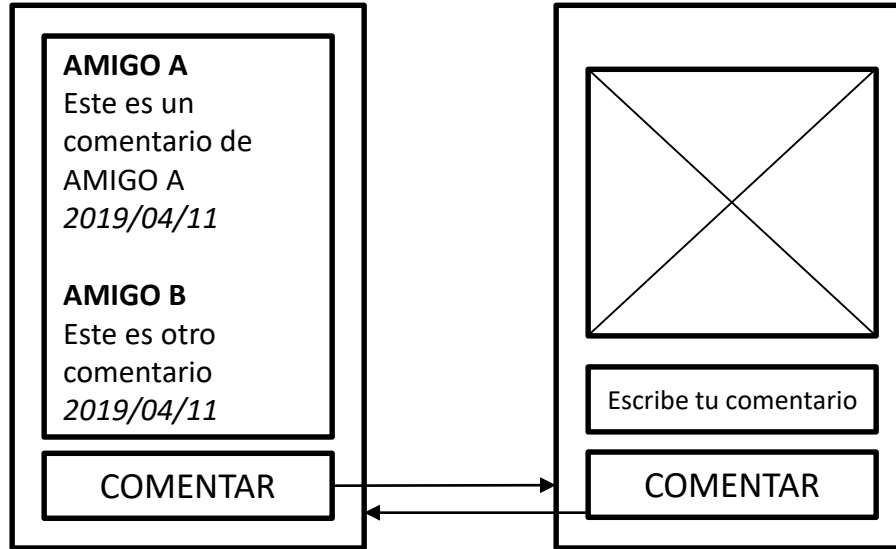 AMIGO A
Este es un
comentario de
AMIGO A
2019/04/11
AMIGO B
Este es otro
comentario
2019/04/11
COMENTAR
Escribe tu comentario
COMENTAR